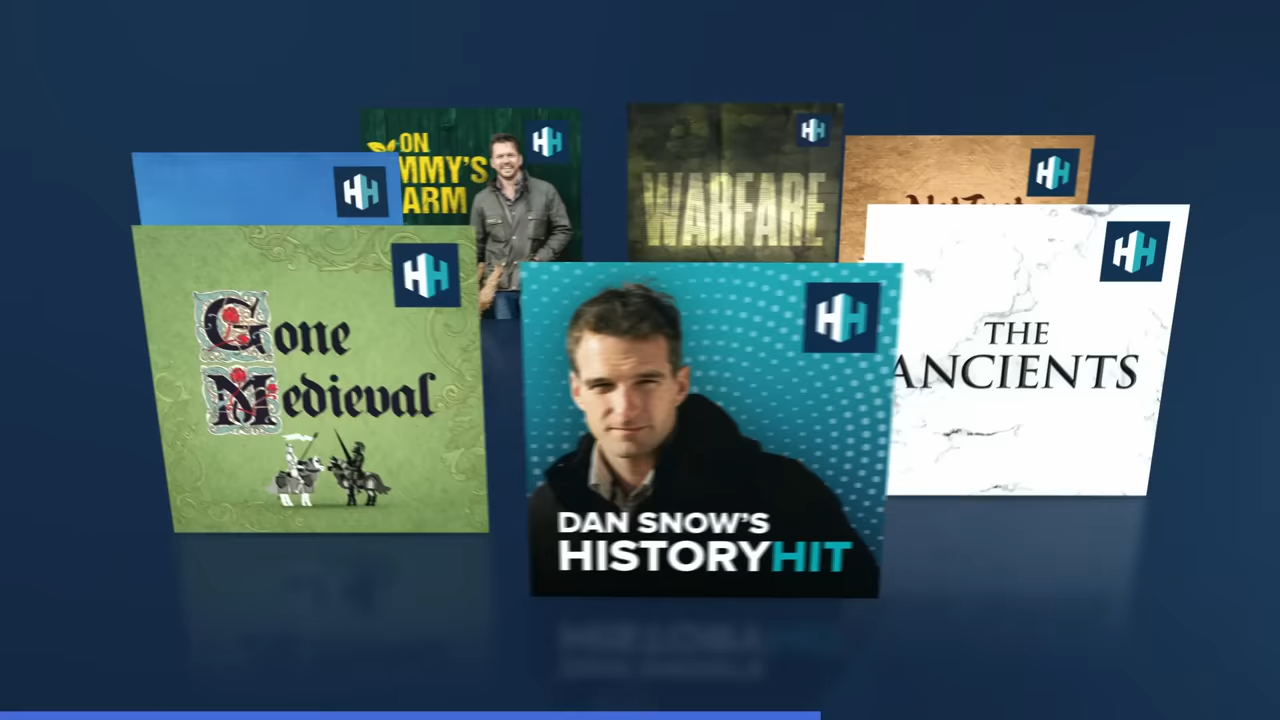 ON
MMY'S
ARM
WARFARE
Gone
Medieval
THE
ANCIENTS
DAN SNOW'S
HISTORYHIT